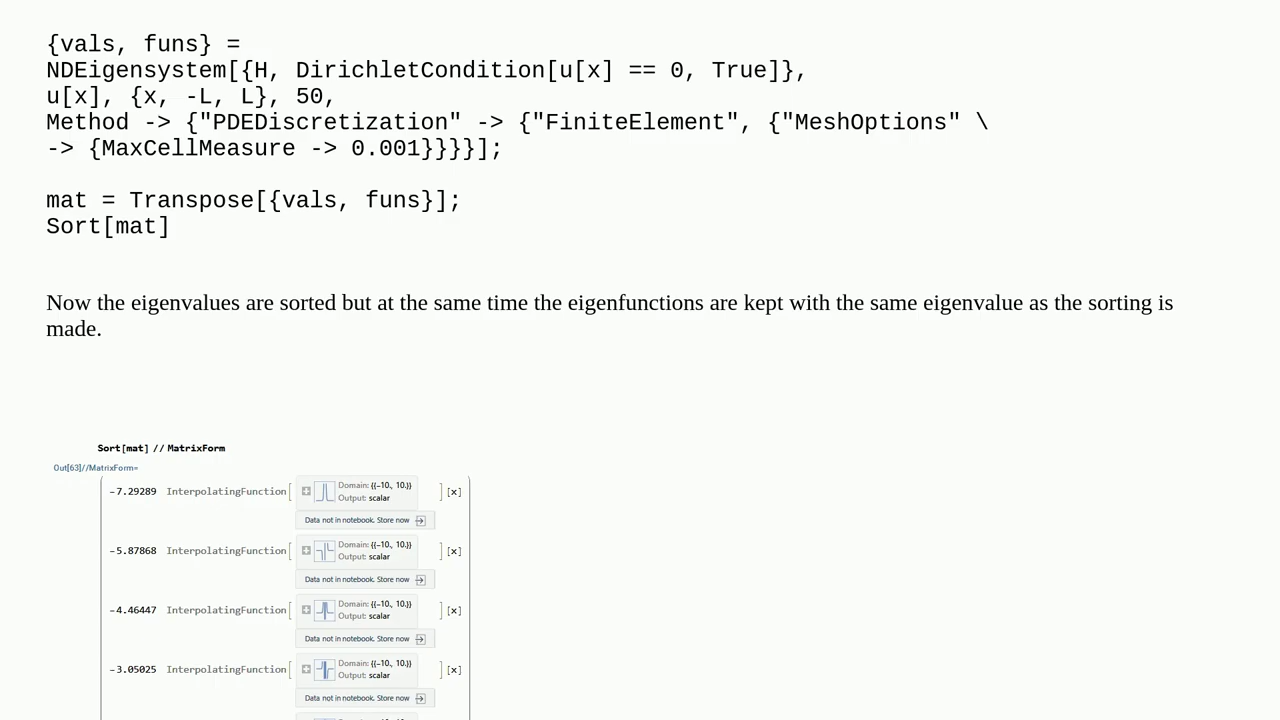 {vals, funs} =
NDEigensystem[{H, DirichletCondition[u[x] == 0, True]},
u[x], {x, -L, L}, 50,
Method -> {"PDEDiscretization" -> {"FiniteElement", {"MeshOptions" \
-> {MaxCellMeasure -> 0.001}}}}];
mat = Transpose[{vals, funs}];
Sort[mat]
Now the eigenvalues are sorted but at the same time the eigenfunctions are kept with the same eigenvalue as the sorting is
made.
Sort[mat] // MatrixForm
Out[63]//MatrixForm=
Domain: {{-10., 10.}}
-7.29289 InterpolatingFunction[ ][x]
Output: scalar
Data not in notebook. Store now
Domain: {{-10., 10.}}
-5.87868 InterpolatingFunction[ ][x]
Output: scalar
Data not in notebook. Store now
Domain: {{-10., 10.}}
-4.46447 InterpolatingFunction[ ][x]
Output: scalar
Data not in notebook. Store now
Domain: {{-10., 10.}}
-3.05025 InterpolatingFunction[ ][x]
Output: scalar
Data not in notebook. Store now